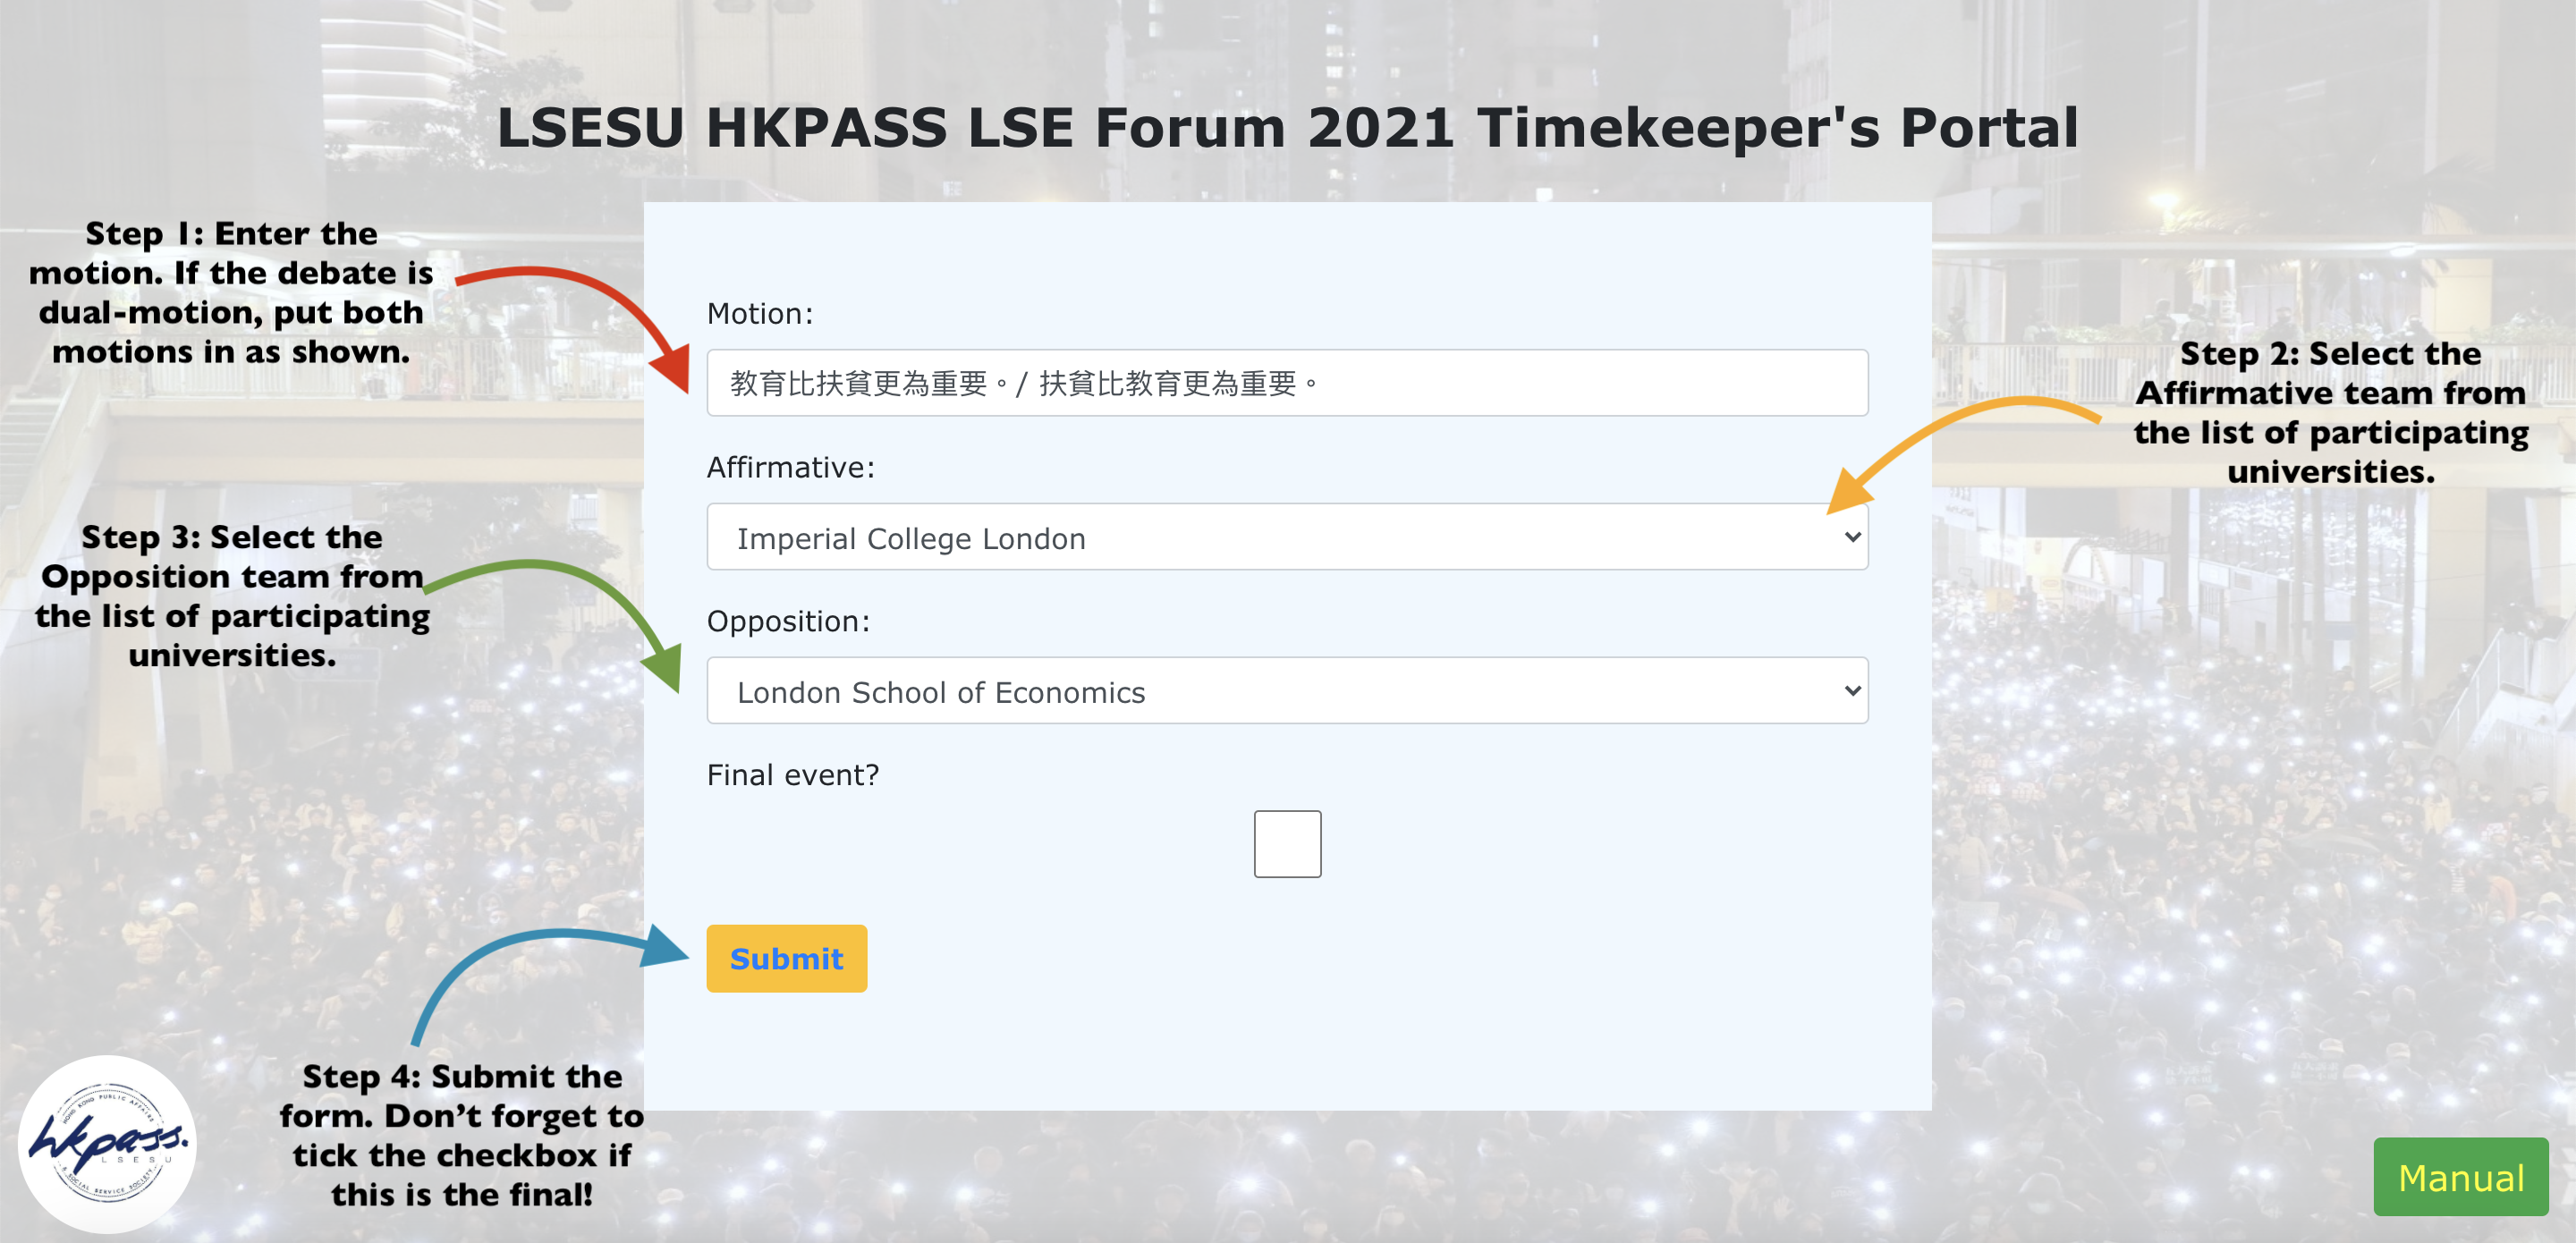 LSESU HKPASS LSE Forum 2021 Timekeeper's Portal
Step 1: Enter the
motion. If the debate is
dual-motion, put both
motions in as shown.
Motion:
教育比扶貧更為重要。/ 扶貧比教育更為重要。
Step 2: Select the
Affirmative team from
the list of participating
universities.
Affirmative:
Imperial College London
Step 3: Select the
Opposition team from
the list of participating
universities.
Opposition:
London School of Economics
Final event?
Submit
Step 4: Submit the
form. Don't forget to
tick the checkbox if
this is the final!
HONG KONG PUBLIC AFFAIRS
hkpass.
LSESU
& SOCIAL SERVICE SOCIETY
Manual